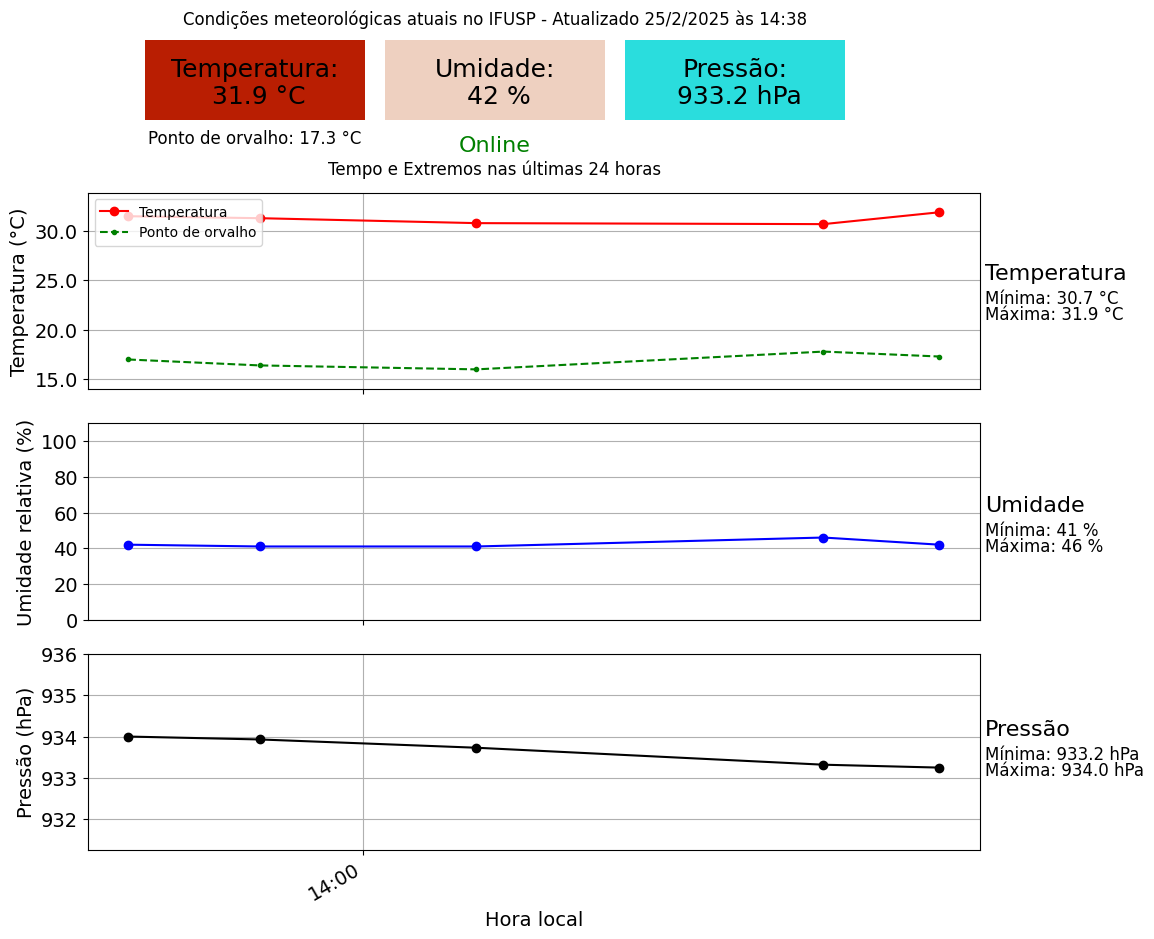 Condições meteorológicas atuais no IFUSP - Atualizado 25/2/2025 às 14:38
Temperatura:
31.9 °C
Umidade:
42 %
Pressão:
933.2 hPa
Ponto de orvalho: 17.3 °C
Online
Tempo e Extremos nas últimas 24 horas
Temperatura (°C)
30.0
25.0
20.0
15.0
Temperatura
Ponto de orvalho
Temperatura
Mínima: 30.7 °C
Máxima: 31.9 °C
Umidade relativa (%)
100
80
60
40
20
0
Umidade
Mínima: 41 %
Máxima: 46 %
Pressão (hPa)
936
935
934
933
932
Pressão
Mínima: 933.2 hPa
Máxima: 934.0 hPa
14:00
Hora local